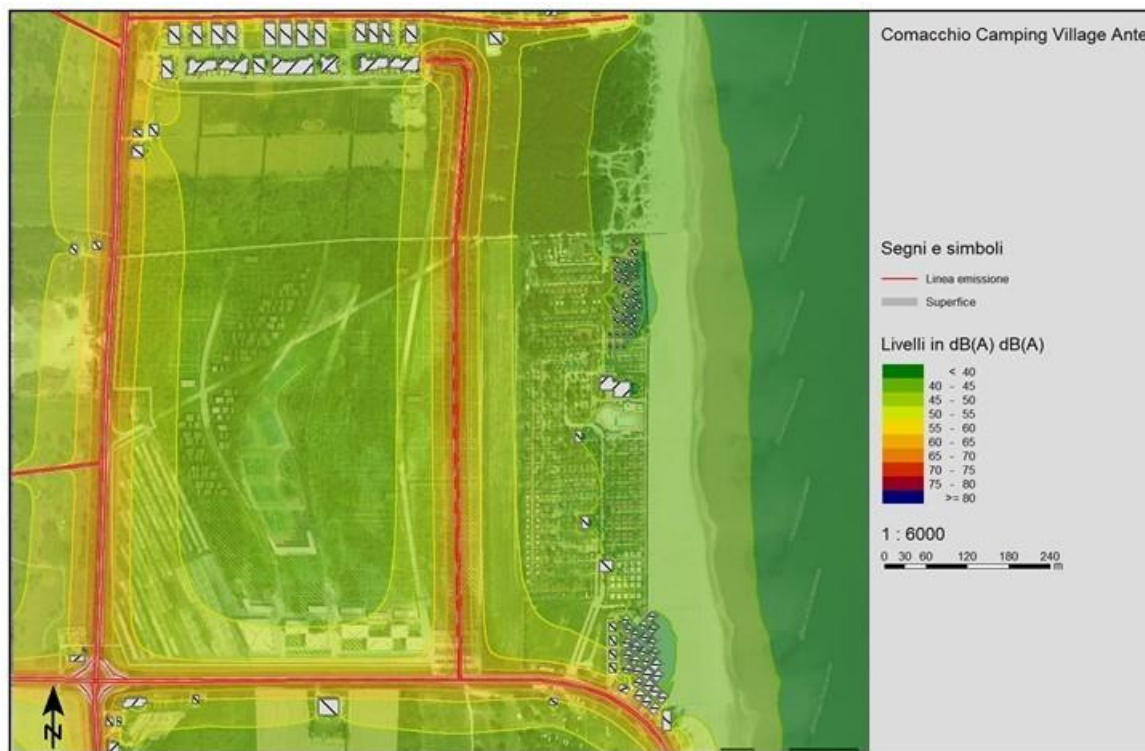 Comacchio Camping Village Ante
Segni e simboli
Linea emissione
Superfice
Livelli in dB(A) dB(A)
< 40
40 - 45
45 - 50
50 - 55
55 - 60
60 - 65
65 - 70
70 - 75
75 - 80
>= 80
1 : 6000
0 30 60 120 180 240
m
N